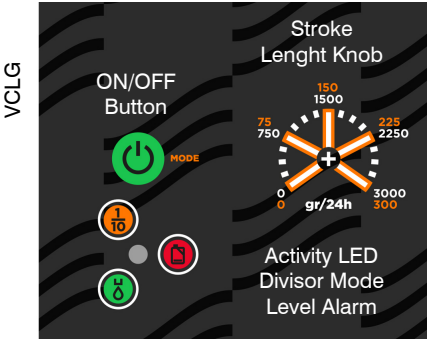 VCLG
Stroke
Lenght Knob
ON/OFF
Button
MODE
150
1500
75
750
225
2250
0
0
gr/24h
3000
300
1
10
Activity LED
Divisor Mode
Level Alarm